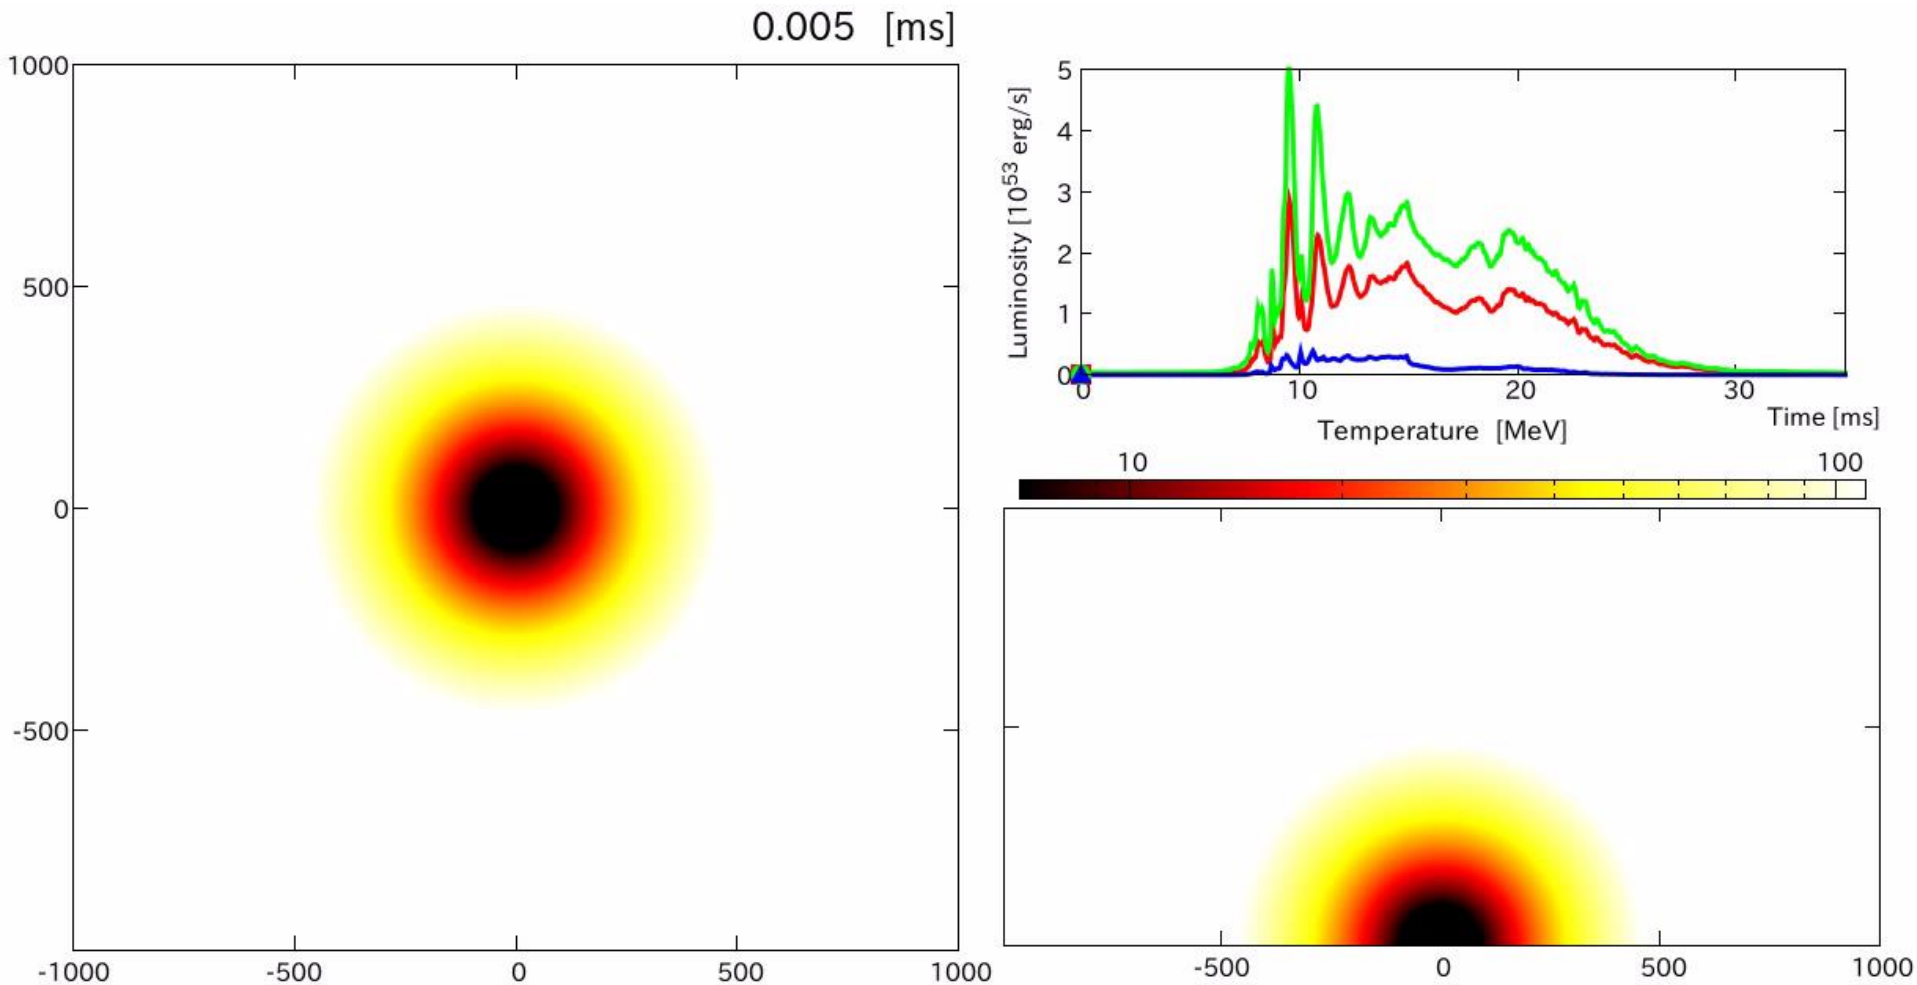 0.005 [ms]
1000
500
0
-500
-1000 -500 0 500 1000
Luminosity [10^53 erg/s]
5
4
3
2
1
0
0 10 20 30
Time [ms]
Temperature [MeV]
10 100
-500 0 500 1000